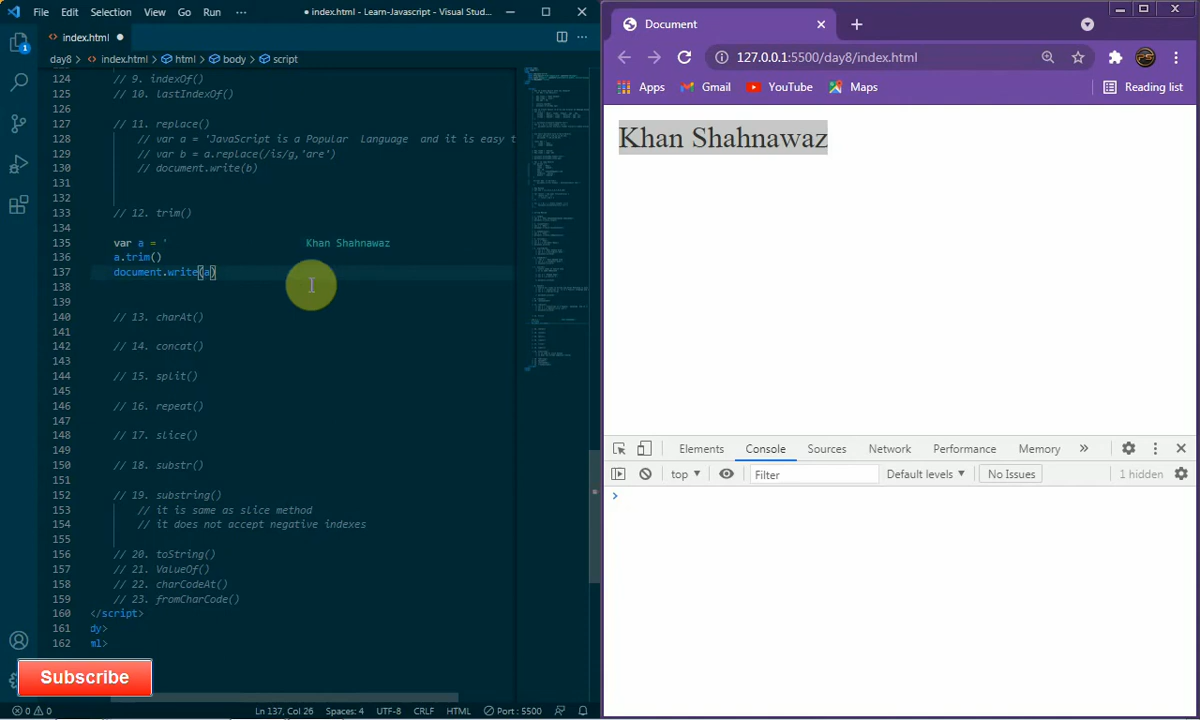 File Edit Selection View Go Run ··· ● index.html - Learn-Javascript - Visual Stud...
index.html
day8 > index.html > html > body > script
124 // 9. indexOf()
125 // 10. lastIndexOf()
126
127 // 11. replace()
128 // var a = 'JavaScript is a Popular  Language  and it is easy t
129 // var b = a.replace(/is/g,'are')
130 // document.write(b)
131
132
133 // 12. trim()
134
135 var a = '                    Khan Shahnawaz
136 a.trim()
137 document.write(a)
138
139
140 // 13. charAt()
141
142 // 14. concat()
143
144 // 15. split()
145
146 // 16. repeat()
147
148 // 17. slice()
149
150 // 18. substr()
151
152 // 19. substring()
153 // it is same as slice method
154 // it does not accept negative indexes
155
156 // 20. toString()
157 // 21. ValueOf()
158 // 22. charCodeAt()
159 // 23. fromCharCode()
160 </script>
161 dy>
162 ml>
1
Subscribe
0 0 Ln 137, Col 26 Spaces: 4 UTF-8 CRLF HTML Port : 5500
Document
127.0.0.1:5500/day8/index.html
Apps Gmail YouTube Maps Reading list
Khan Shahnawaz
Elements Console Sources Network Performance Memory »
top Filter Default levels No Issues 1 hidden